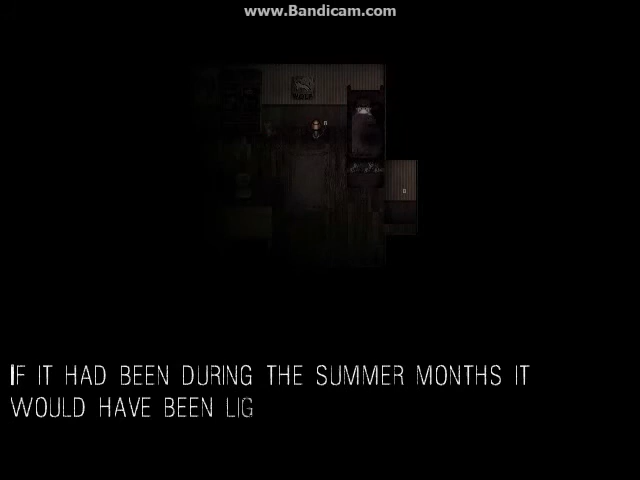 www.Bandicam.com
IF IT HAD BEEN DURING THE SUMMER MONTHS IT
WOULD HAVE BEEN LIG